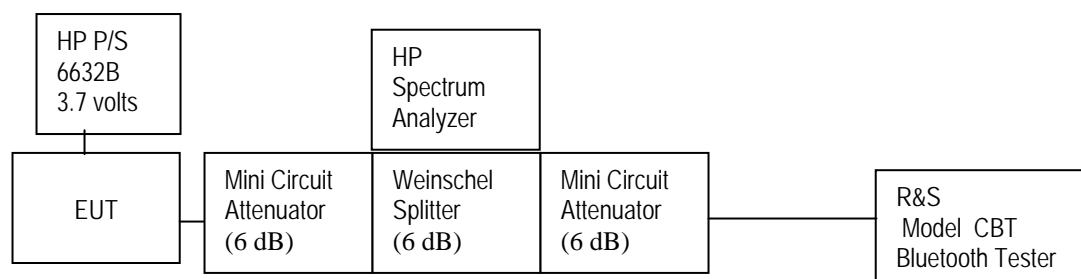 HP P/S
6632B
3.7 volts
HP
Spectrum
Analyzer
EUT
Mini Circuit
Attenuator
(6 dB)
Weinschel
Splitter
(6 dB)
Mini Circuit
Attenuator
(6 dB)
R&S
Model CBT
Bluetooth Tester